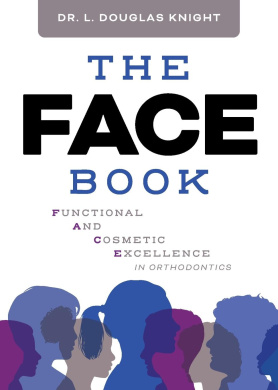 DR. L. DOUGLAS KNIGHT
THE
FACE
BOOK
FUNCTIONAL
AND
COSMETIC
EXCELLENCE
IN ORTHODONTICS